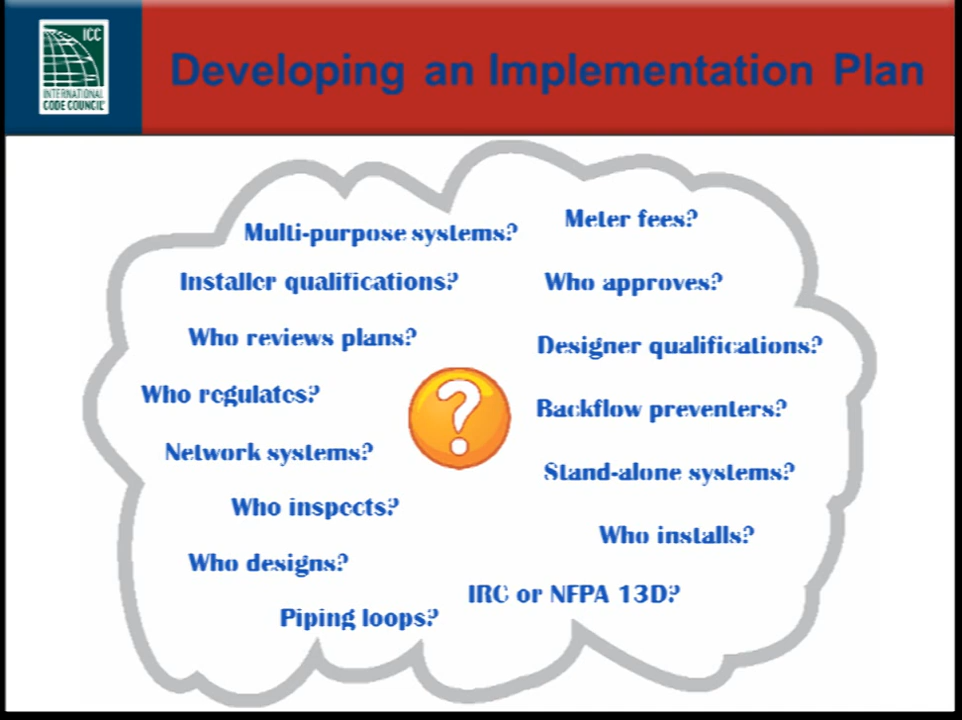 ICC
INTERNATIONAL
CODE COUNCIL
Developing an Implementation Plan
Multi-purpose systems?
Meter fees?
Installer qualifications?
Who approves?
Who reviews plans?
Designer qualifications?
Who regulates?
Backflow preventers?
?
Network systems?
Stand-alone systems?
Who inspects?
Who installs?
Who designs?
IRC or NFPA 13D?
Piping loops?